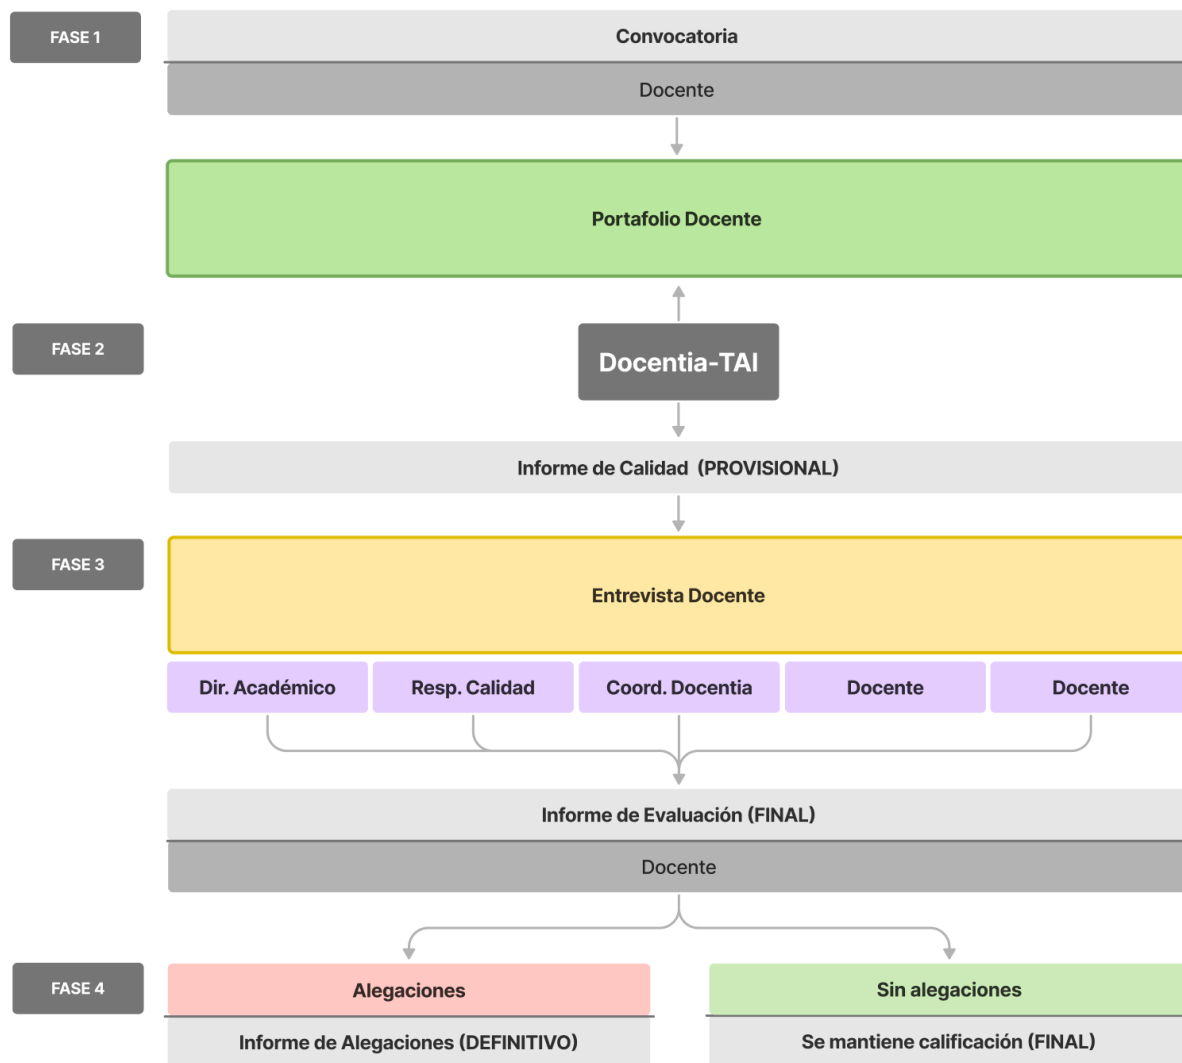 FASE 1
Convocatoria
Docente
Portafolio Docente
FASE 2
Docentia-TAI
Informe de Calidad (PROVISIONAL)
FASE 3
Entrevista Docente
Dir. Académico
Resp. Calidad
Coord. Docentia
Docente
Docente
Informe de Evaluación (FINAL)
Docente
FASE 4
Alegaciones
Sin alegaciones
Informe de Alegaciones (DEFINITIVO)
Se mantiene calificación (FINAL)